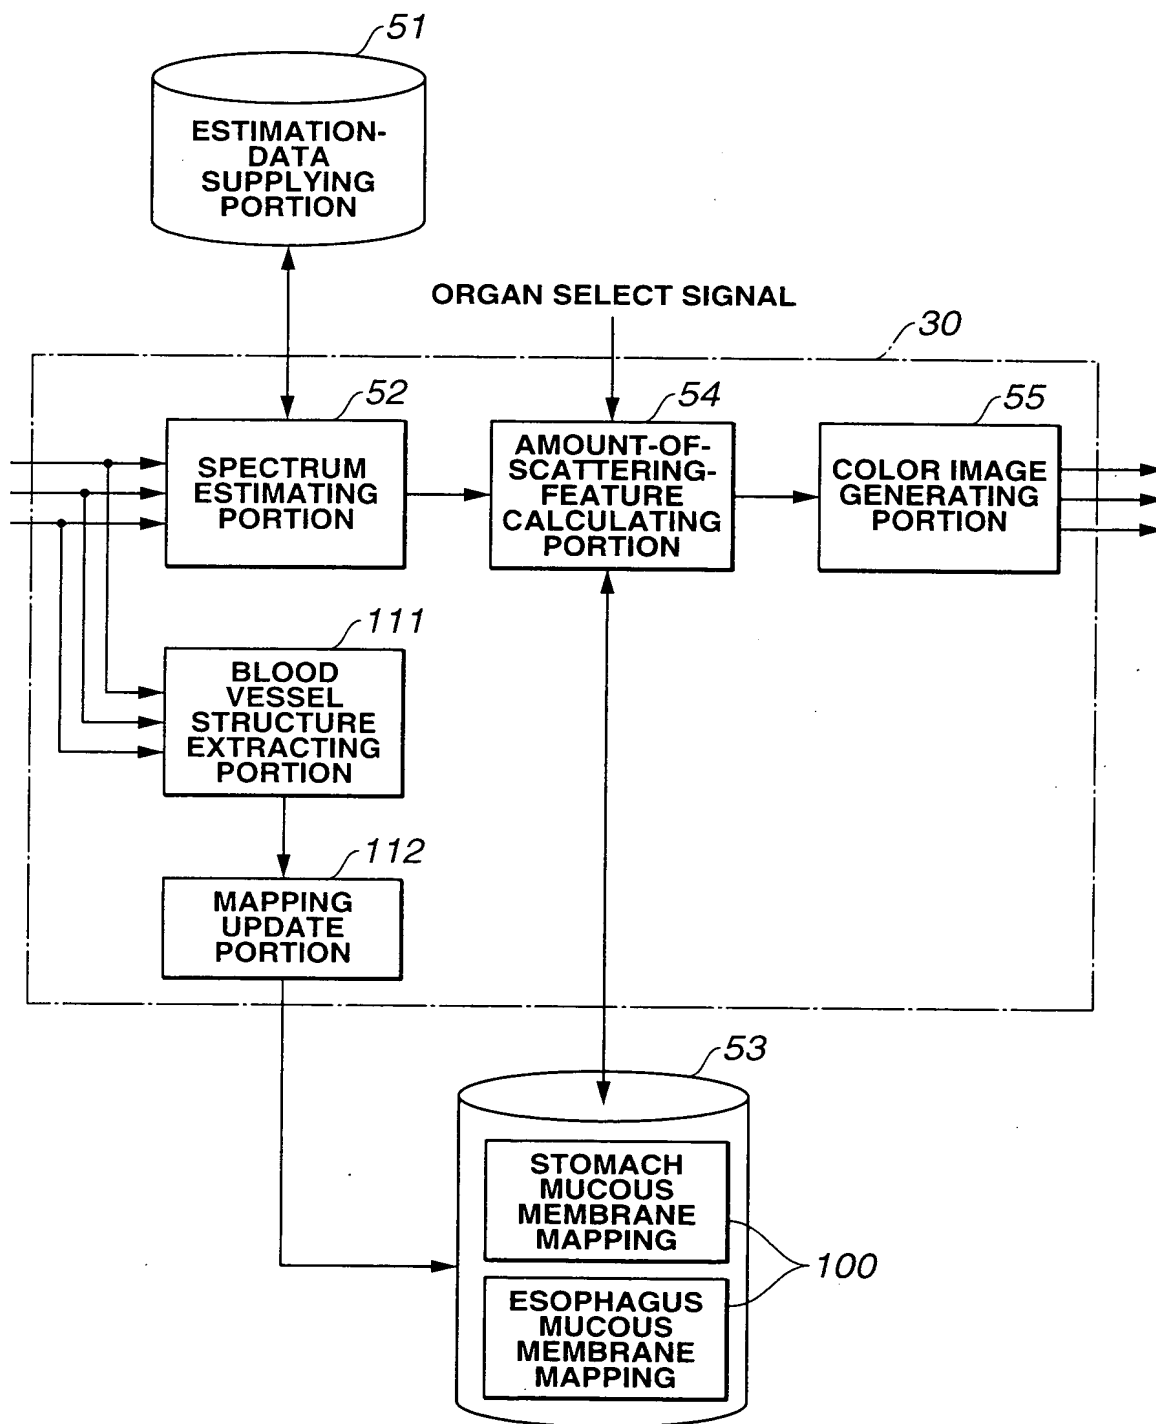 51
ESTIMATION-
DATA
SUPPLYING
PORTION
ORGAN SELECT SIGNAL
30
52
SPECTRUM
ESTIMATING
PORTION
54
AMOUNT-OF-
SCATTERING-
FEATURE
CALCULATING
PORTION
55
COLOR IMAGE
GENERATING
PORTION
111
BLOOD
VESSEL
STRUCTURE
EXTRACTING
PORTION
112
MAPPING
UPDATE
PORTION
53
STOMACH
MUCOUS
MEMBRANE
MAPPING
100
ESOPHAGUS
MUCOUS
MEMBRANE
MAPPING